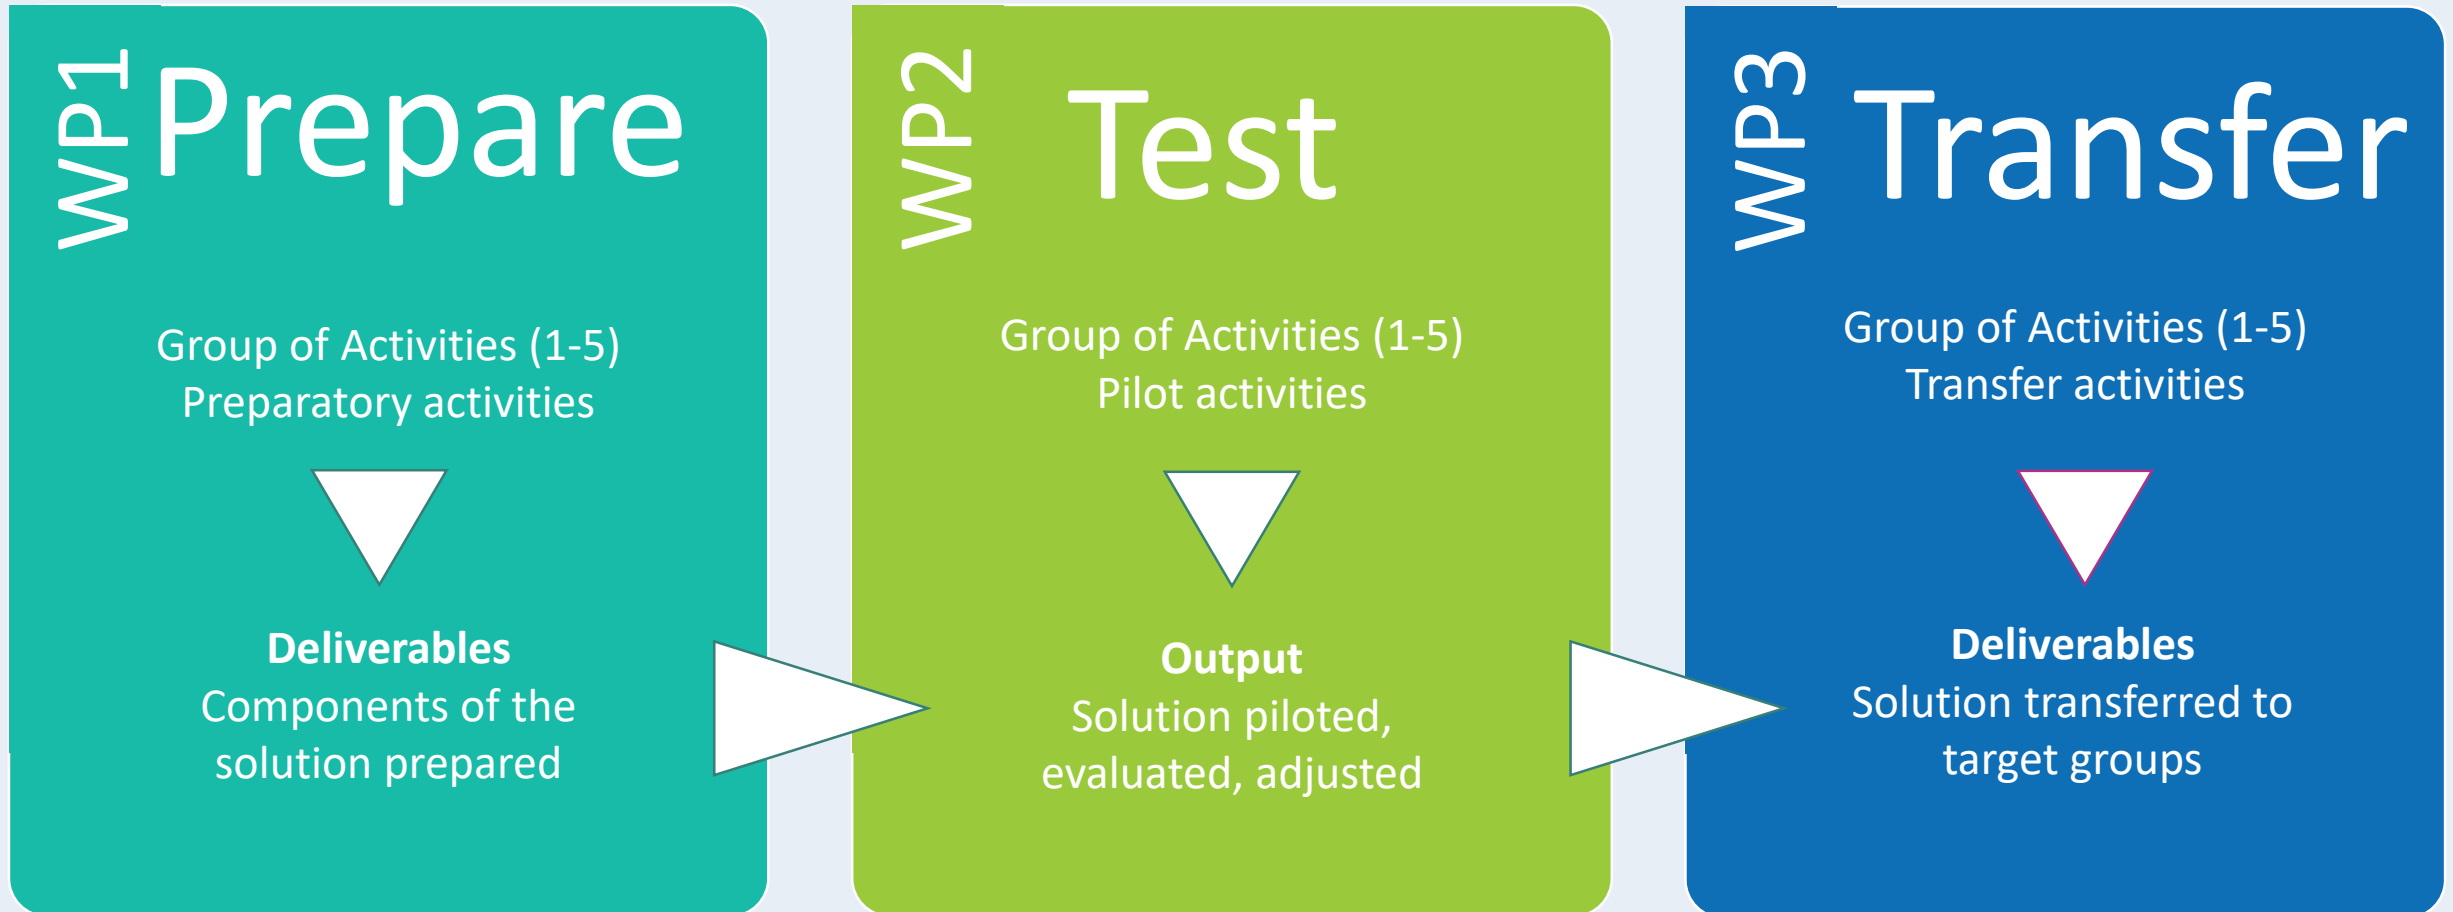 WP1
Prepare
Group of Activities (1-5)
Preparatory activities
Deliverables
Components of the
solution prepared
WP2
Test
Group of Activities (1-5)
Pilot activities
Output
Solution piloted,
evaluated, adjusted
WP3
Transfer
Group of Activities (1-5)
Transfer activities
Deliverables
Solution transferred to
target groups